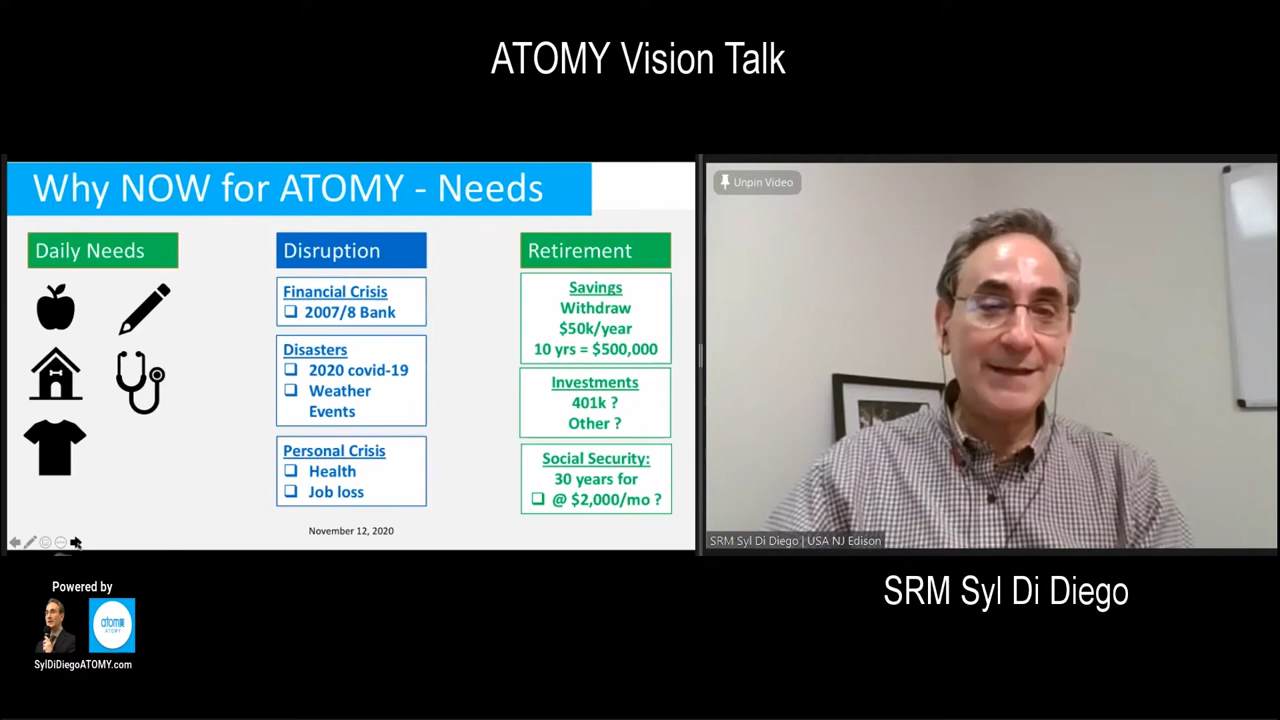 ATOMY Vision Talk
Why NOW for ATOMY - Needs
Daily Needs
Disruption
Financial Crisis
2007/8 Bank
Disasters
2020 covid-19
Weather
Events
Personal Crisis
Health
Job loss
Retirement
Savings
Withdraw
$50k/year
10 yrs = $500,000
Investments
401k ?
Other ?
Social Security:
30 years for
@ $2,000/mo ?
November 12, 2020
Unpin Video
SRM Syl Di Diego | USA NJ Edison
SRM Syl Di Diego
Powered by
atom
ATOMY
SylDiDiegoATOMY.com